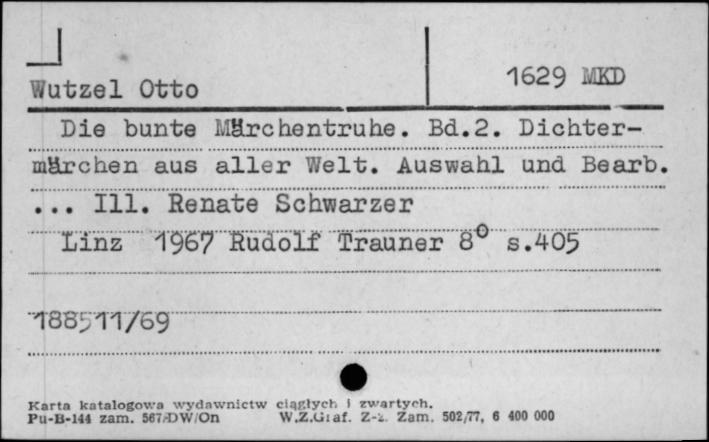 Wutzel Otto
1629 MKD
Die bunte Märchentruhe. Bd.2. Dichter-
märchen aus aller Welt. Auswahl und Bearb.
... Ill. Renate Schwarzer
Linz 1967 Rudolf Trauner 8° s.405
188511/69
Karta katalogowa wydawnictw ciągłych i zwartych.
Pu-B-144 zam. 567/DW/On W.Z.Graf. Z-z. Zam. 502/77, 6 400 000